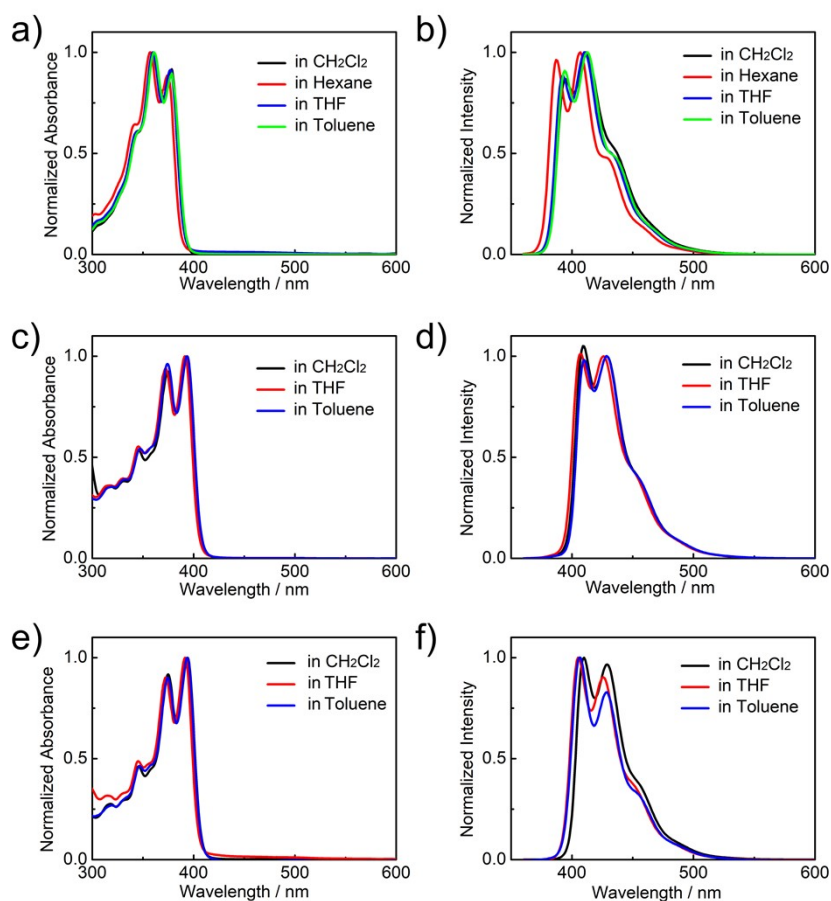 a)
1.0
0.5
0.0
Normalized Absorbance
in CH₂Cl₂
in Hexane
in THF
in Toluene
300 400 500 600
Wavelength / nm
b)
1.0
0.5
0.0
Normalized Intensity
in CH₂Cl₂
in Hexane
in THF
in Toluene
400 500 600
Wavelength / nm
c)
1.0
0.5
0.0
Normalized Absorbance
in CH₂Cl₂
in THF
in Toluene
300 400 500 600
Wavelength / nm
d)
1.0
0.5
0.0
Normalized Intensity
in CH₂Cl₂
in THF
in Toluene
400 500 600
Wavelength / nm
e)
1.0
0.5
0.0
Normalized Absorbance
in CH₂Cl₂
in THF
in Toluene
300 400 500 600
Wavelength / nm
f)
1.0
0.5
0.0
Normalized Intensity
in CH₂Cl₂
in THF
in Toluene
400 500 600
Wavelength / nm